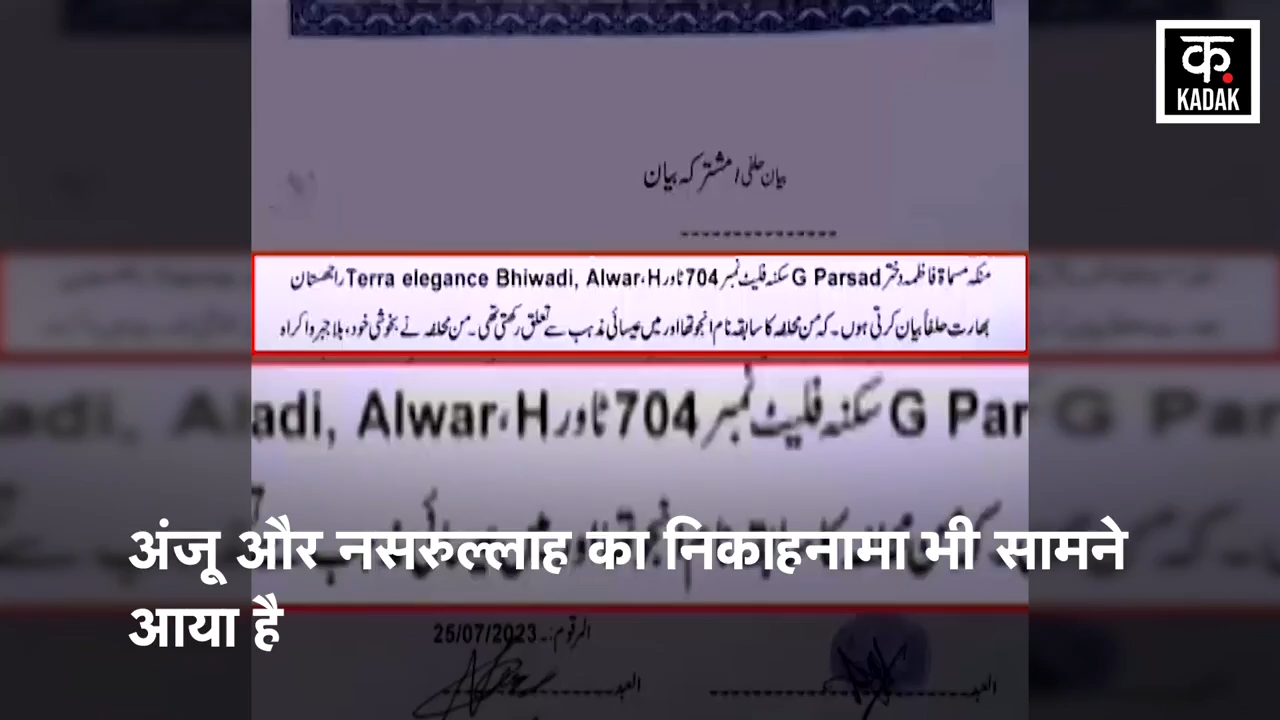 क.
KADAK
بیان حلفی / مشترکہ بیان
منکہ مسماۃ فاطمہ دختر G Parsad سکنہ فلیٹ نمبر 704 ٹاور H، Terra elegance Bhiwadi, Alwar راجھستان
بھارت حلفاً بیان کرتی ہوں۔ کہ من محلفہ کا سابقہ نام انجو تھا اور میں عیسائی مذہب سے تعلق رکھتی تھی۔ من محلفہ نے بخوشی خود، بلا جبر و اکراہ
G Par سکنہ فلیٹ نمبر 704 ٹاور H، adi, Alwar
अंजू और नसरुल्लाह का निकाहनामा भी सामने
आया है
المرقوم:۔ 25/07/2023
العبد
العبد